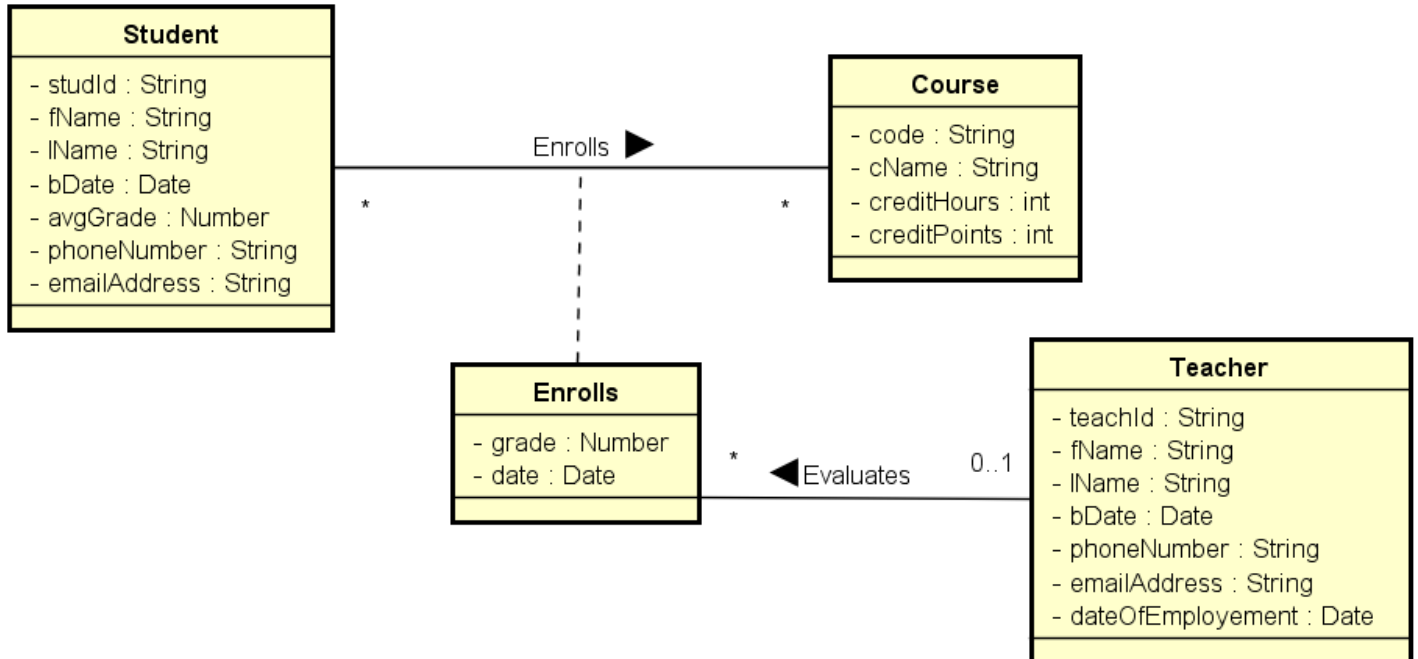 Student
- studId : String
- fName : String
- lName : String
- bDate : Date
- avgGrade : Number
- phoneNumber : String
- emailAddress : String
Enrolls
*
*
Course
- code : String
- cName : String
- creditHours : int
- creditPoints : int
Enrolls
- grade : Number
- date : Date
*
Evaluates
0..1
Teacher
- teachId : String
- fName : String
- lName : String
- bDate : Date
- phoneNumber : String
- emailAddress : String
- dateOfEmployement : Date